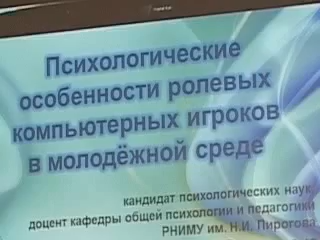 Психологические
особенности ролевых
компьютерных игроков
в молодёжной среде
кандидат психологических наук
доцент кафедры общей психологии и педагогики
РНИМУ им. Н.И. Пирогова